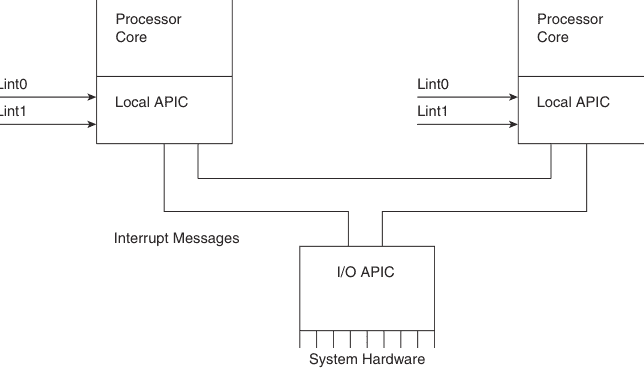 Processor
Core
Processor
Core
Lint0
Lint1
Local APIC
Lint0
Lint1
Local APIC
Interrupt Messages
I/O APIC
System Hardware